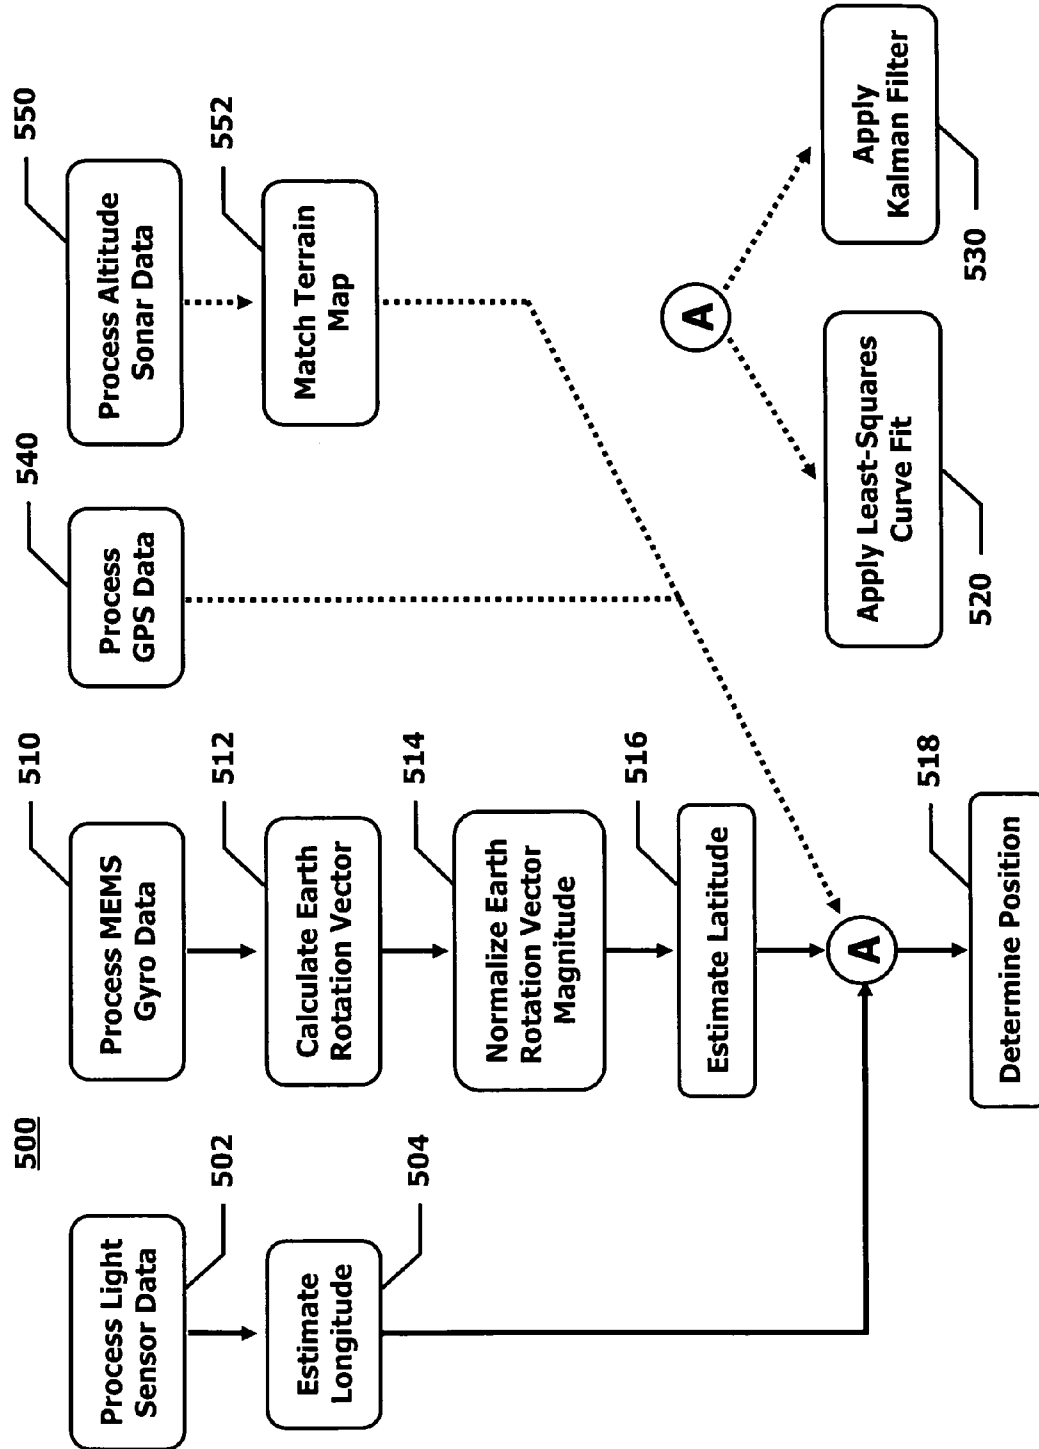 500
502
Process Light
Sensor Data
504
Estimate
Longitude
510
Process MEMS
Gyro Data
512
Calculate Earth
Rotation Vector
514
Normalize Earth
Rotation Vector
Magnitude
516
Estimate Latitude
A
518
Determine Position
540
Process
GPS Data
550
Process Altitude
Sonar Data
552
Match Terrain
Map
A
Apply Least-Squares
Curve Fit
520
Apply
Kalman Filter
530